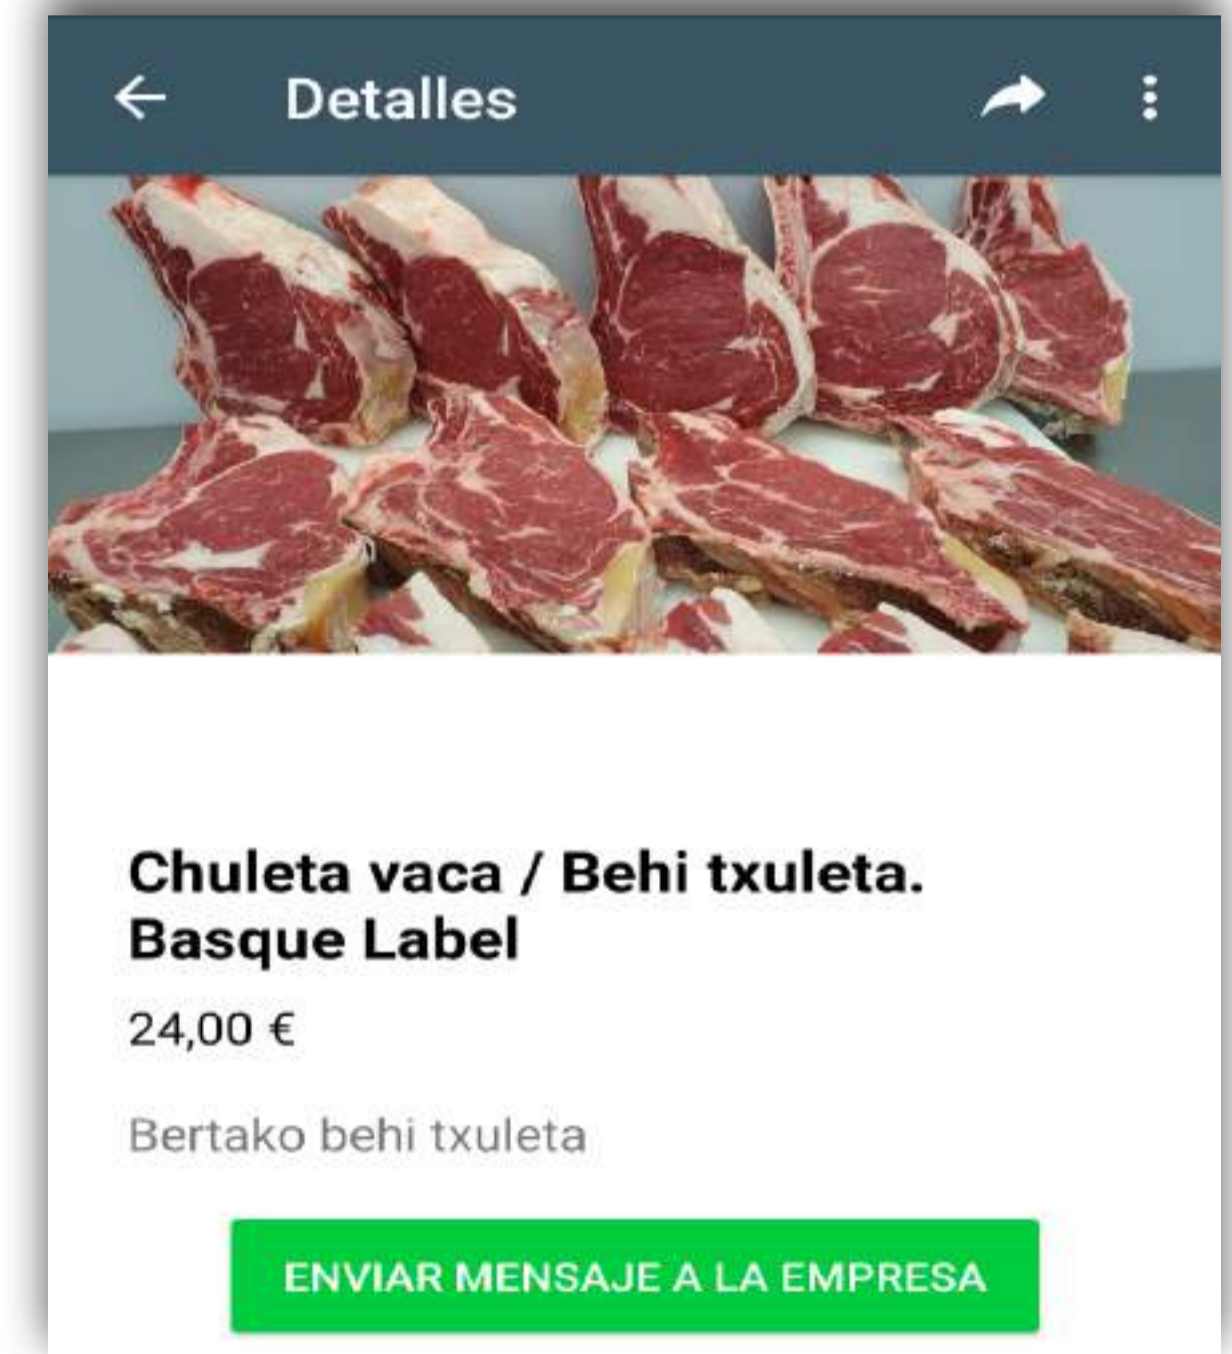 Detalles
Chuleta vaca / Behi txuleta.
Basque Label
24,00 €
Bertako behi txuleta
ENVIAR MENSAJE A LA EMPRESA